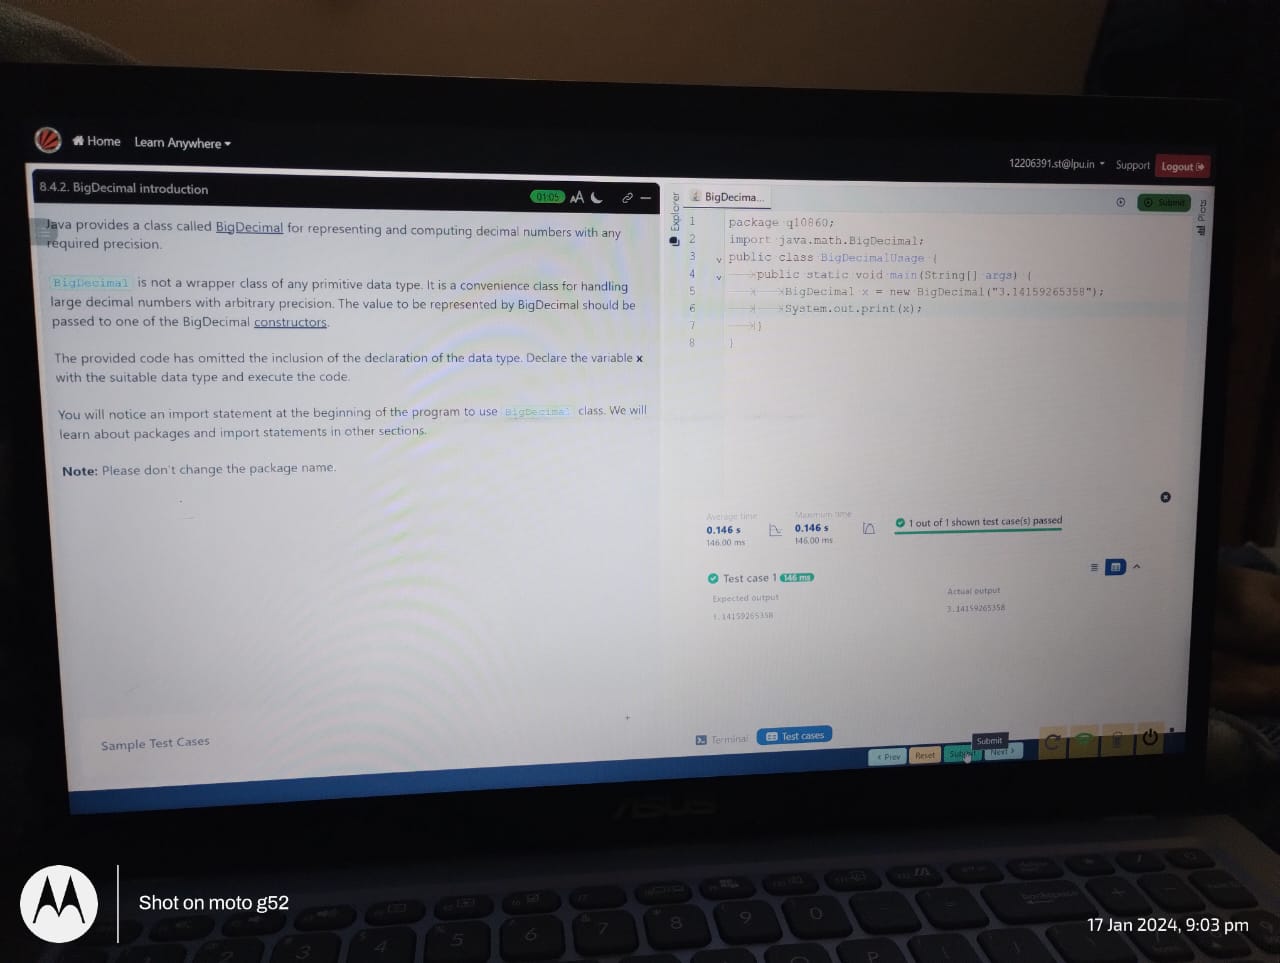 Home Learn Anywhere
12206391.st@lpu.in Support Logout
8.4.2. BigDecimal introduction
01:05 AA
Java provides a class called BigDecimal for representing and computing decimal numbers with any
required precision.
BigDecimal is not a wrapper class of any primitive data type. It is a convenience class for handling
large decimal numbers with arbitrary precision. The value to be represented by BigDecimal should be
passed to one of the BigDecimal constructors.
The provided code has omitted the inclusion of the declaration of the data type. Declare the variable x
with the suitable data type and execute the code.
You will notice an import statement at the beginning of the program to use BigDecimal class. We will
learn about packages and import statements in other sections.
Note: Please don't change the package name.
Sample Test Cases
Explorer
BigDecima...
Submit
1 package q10860;
2 import java.math.BigDecimal;
3 public class BigDecimalUsage {
4 public static void main(String[] args) {
5 BigDecimal x = new BigDecimal("3.14159265358");
6 System.out.print(x);
7 }
8 }
Average time
0.146 s
146.00 ms
Maximum time
0.146 s
146.00 ms
1 out of 1 shown test case(s) passed
Test case 1 146 ms
Expected output
3.14159265358
Actual output
3.14159265358
Terminal Test cases
Submit
< Prev Reset Submit Next >
ASUS
3 4 5 6 7 8 9 0
Shot on moto g52
17 Jan 2024, 9:03 pm